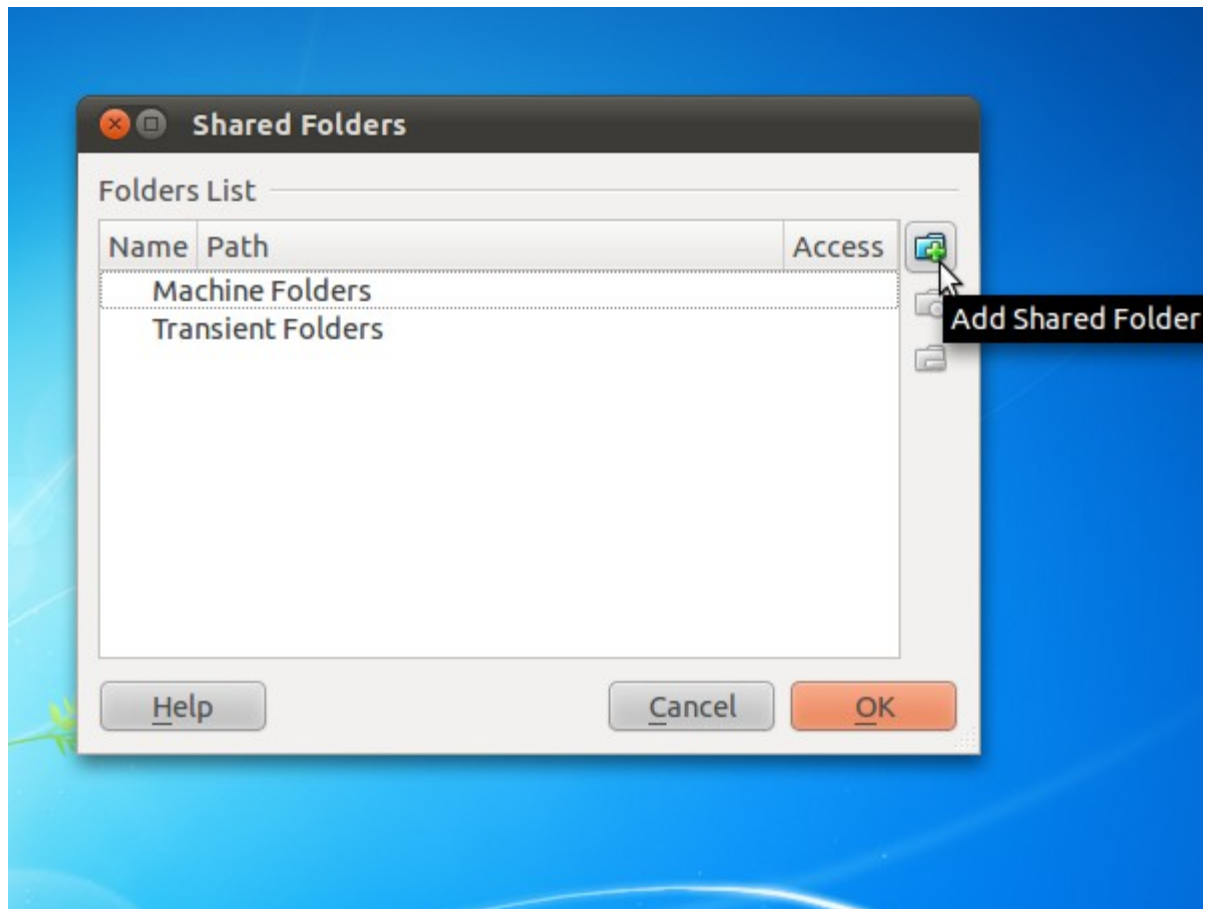 Shared Folders
Folders List
Name Path Access
Machine Folders
Transient Folders
Add Shared Folder
Help Cancel OK